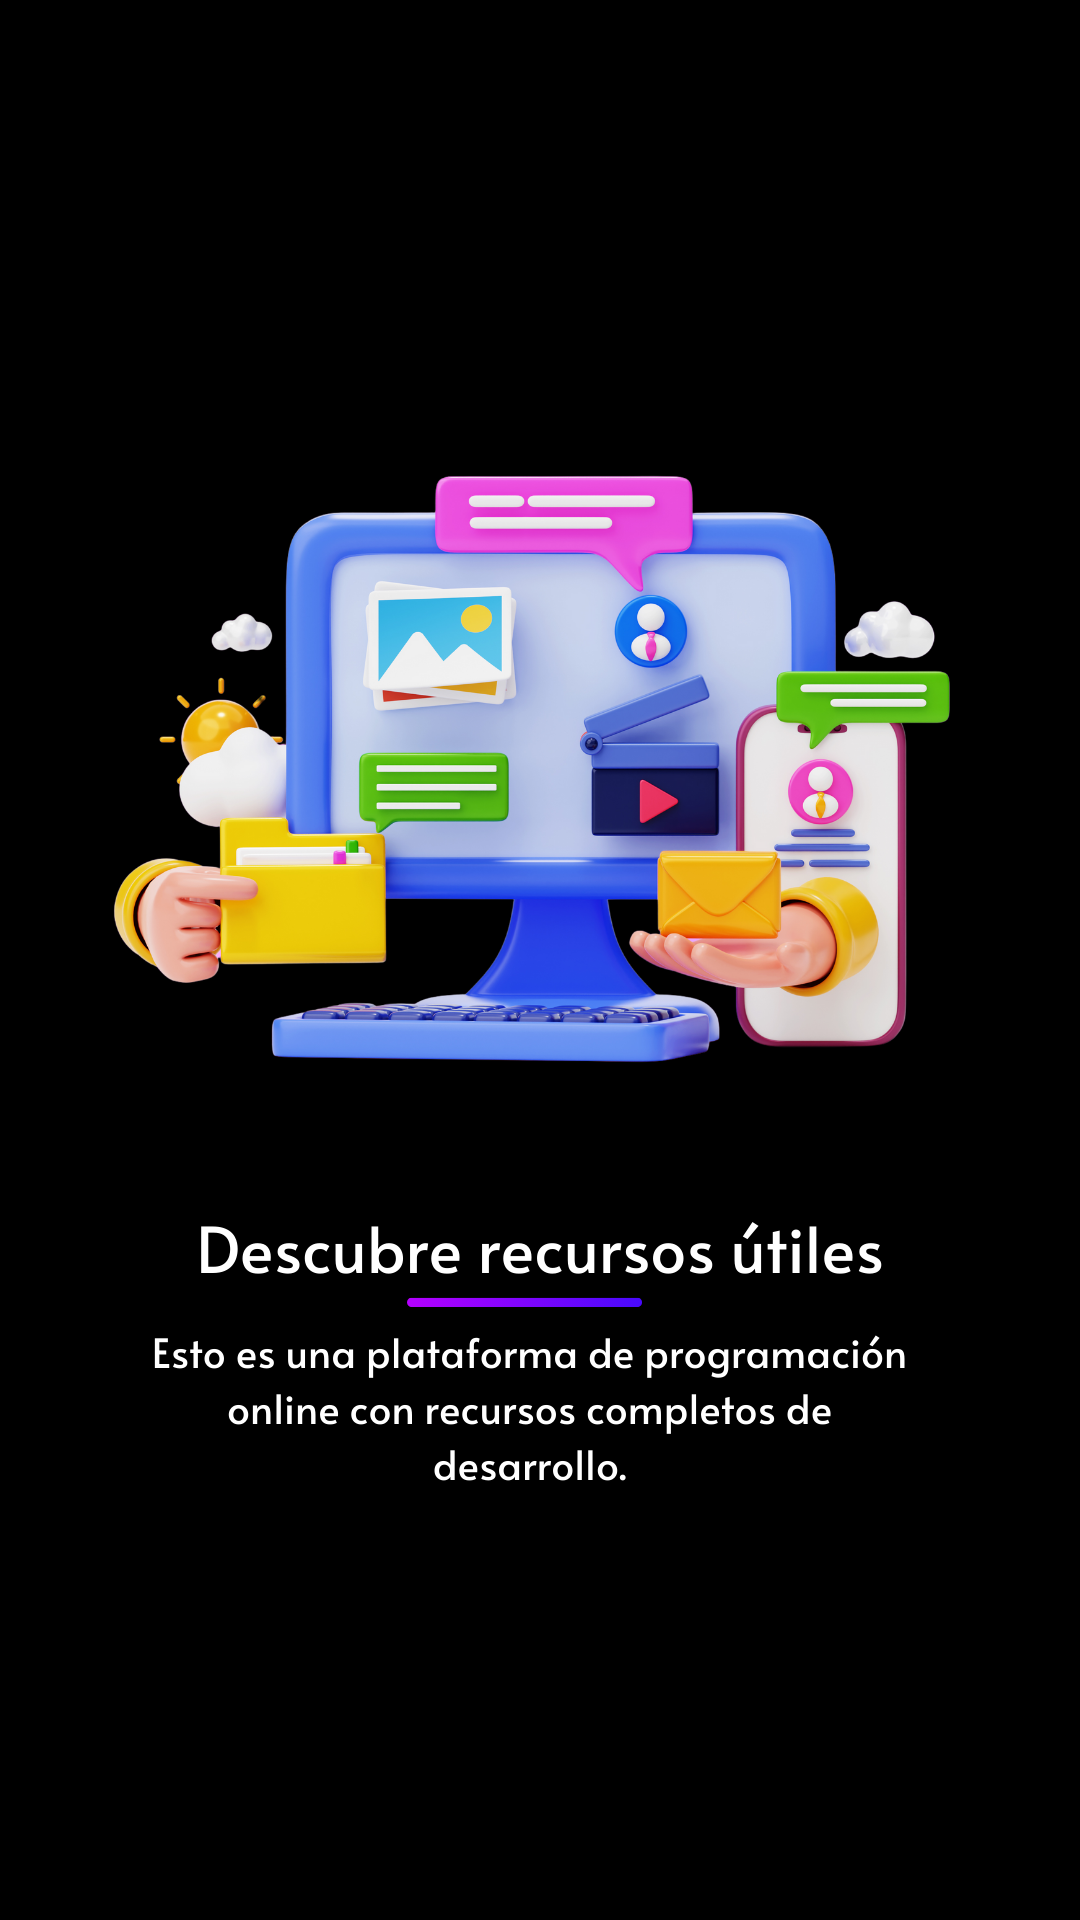 Descubre recursos útiles
Esto es una plataforma de programación
online con recursos completos de
desarrollo.